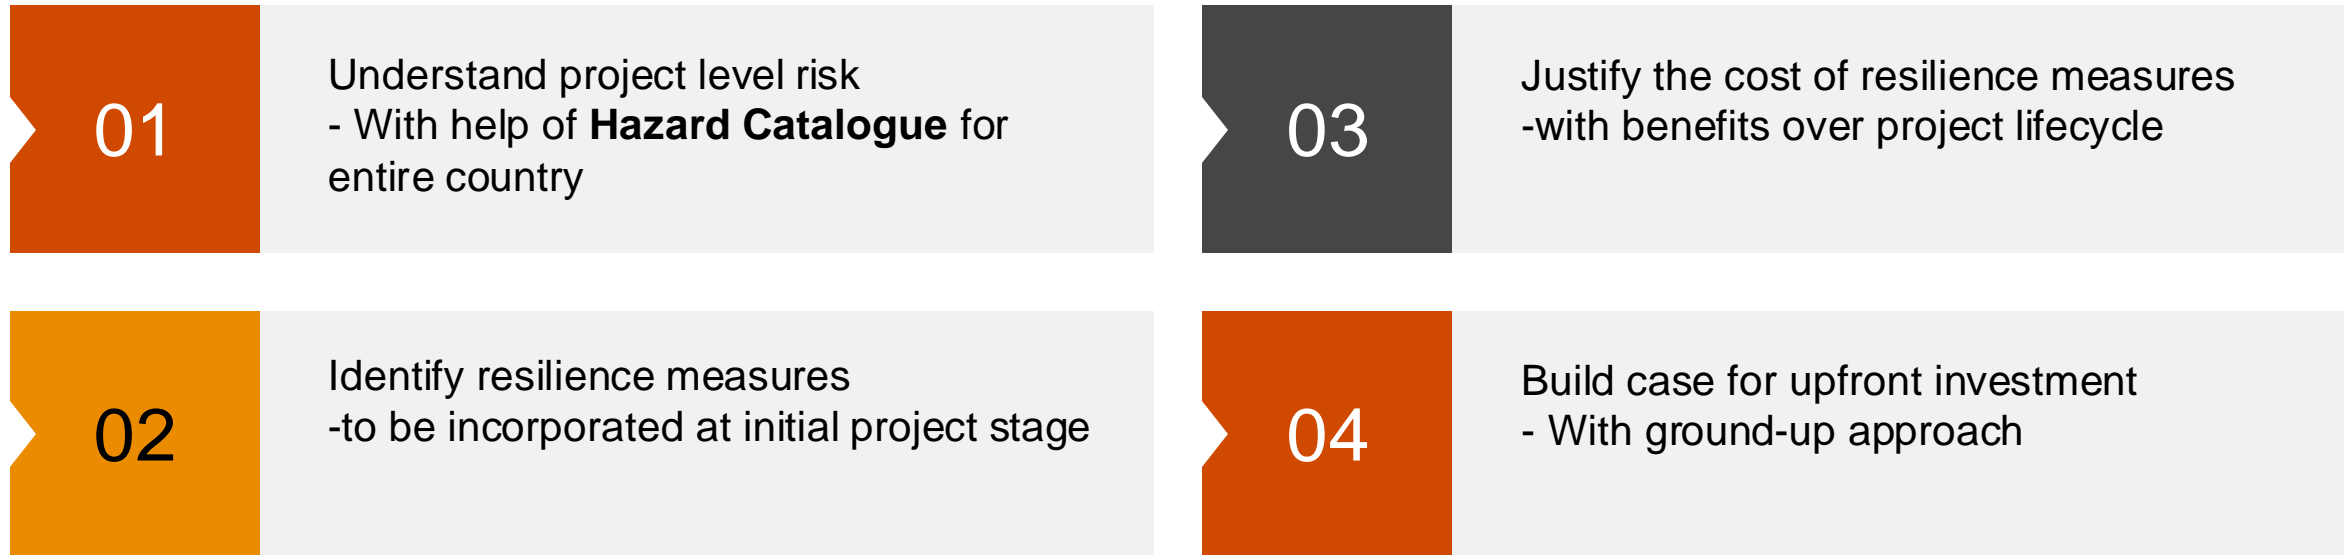 01
Understand project level risk
- With help of Hazard Catalogue for
entire country
02
Identify resilience measures
-to be incorporated at initial project stage
03
Justify the cost of resilience measures
-with benefits over project lifecycle
04
Build case for upfront investment
- With ground-up approach